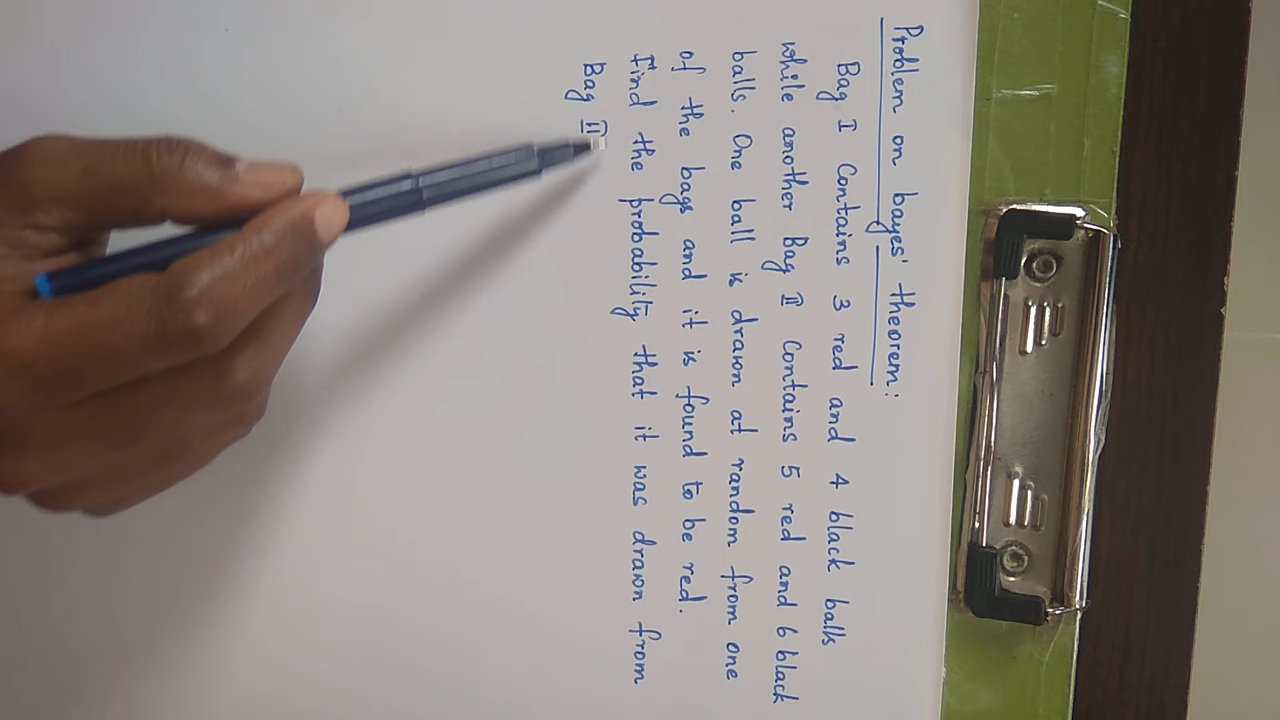 Problem on bayes' theorem:
Bag I Contains 3 red and 4 black balls
while another Bag II Contains 5 red and 6 black
balls. One ball is drawn at random from one
of the bags and it is found to be red.
Find the probability that it was drawn from
Bag II